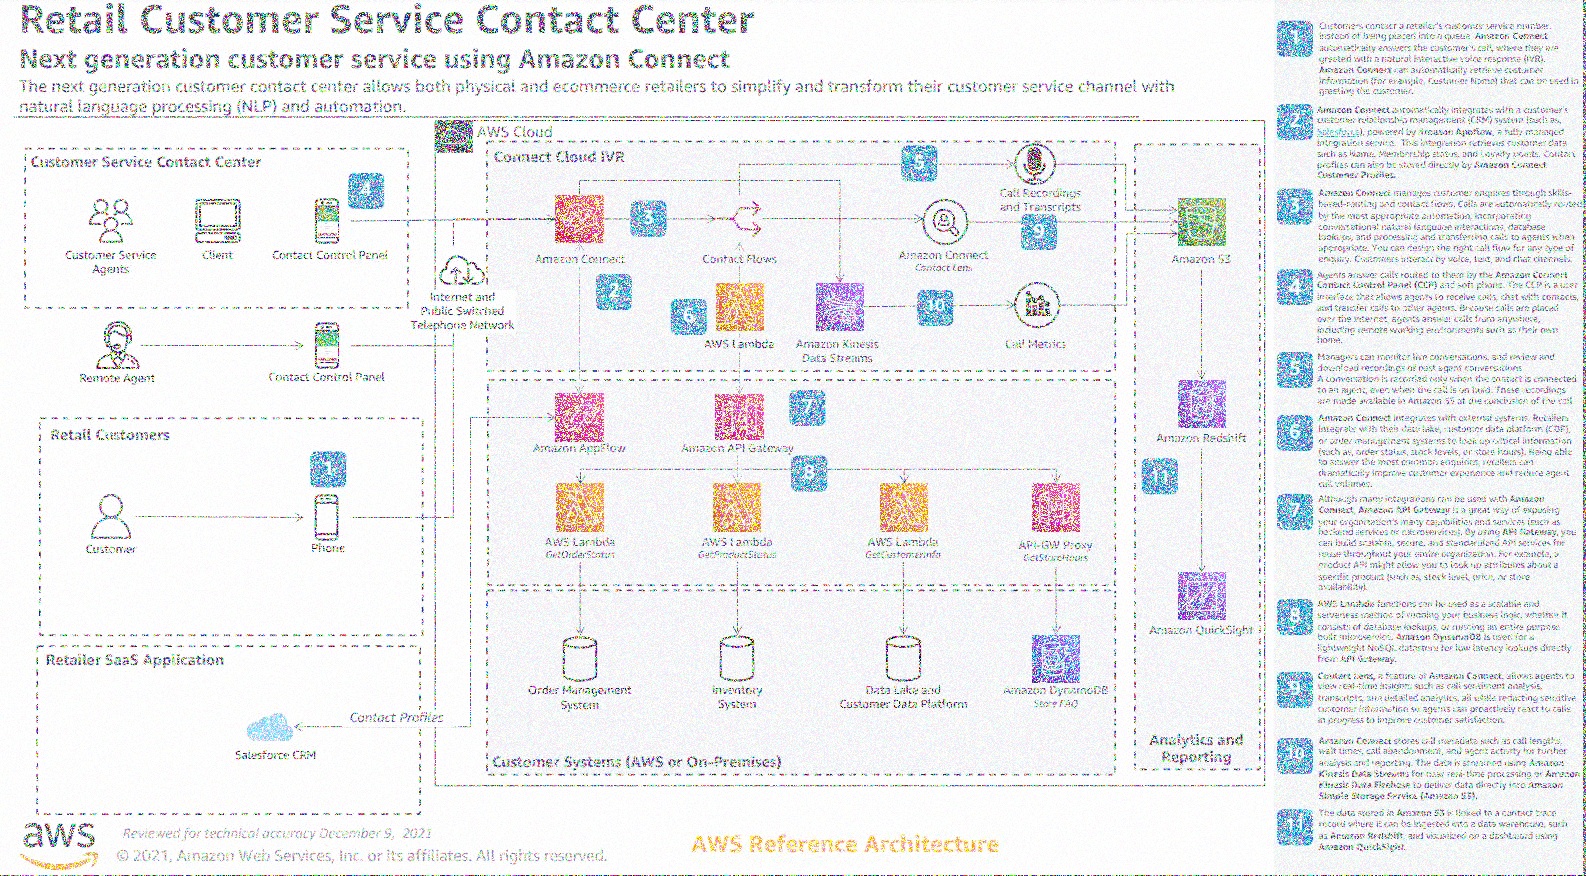 Retail Customer Service Contact Center
Next generation customer service using Amazon Connect
The next generation customer contact center allows both physical and ecommerce retailers to simplify and transform their customer service channel with
natural language processing (NLP) and automation.
AWS Cloud
Customer Service Contact Center
4
Customer Service
Agents
Client
Contact Control Panel
Internet and
Public Switched
Telephone Network
Remote Agent
Contact Control Panel
Retail Customers
1
Customer
Phone
Retailer SaaS Application
Contact Profiles
Salesforce CRM
Connect Cloud IVR
5
Call Recordings
and Transcripts
3
9
Amazon Connect
Contact Flows
Amazon Connect
Contact Lens
Amazon S3
2
6
10
AWS Lambda
Amazon Kinesis
Data Streams
Call Metrics
7
Amazon AppFlow
Amazon API Gateway
Amazon Redshift
8
11
AWS Lambda
GetOrderStatus
AWS Lambda
GetProductStatus
AWS Lambda
GetCustomerInfo
API-GW Proxy
GetStoreHours
Amazon QuickSight
Order Management
System
Inventory
System
Data Lake and
Customer Data Platform
Amazon DynamoDB
Store FAQ
Customer Systems (AWS or On-Premises)
Analytics and
Reporting
1
Customers contact a retailer's customer service number.
Instead of being placed into a queue, Amazon Connect
automatically answers the customer's call, where they are
greeted with a natural interactive voice response (IVR).
Amazon Connect can automatically retrieve customer
information (for example, Customer Name) that can be used in
greeting the customer.
2
Amazon Connect automatically integrates with a customer's
customer relationship management (CRM) system (such as,
Salesforce), powered by Amazon Appflow, a fully managed
integration service. This integration retrieves customer data
such as Name, Membership status, and Loyalty points. Contact
profiles can also be stored directly by Amazon Connect
Customer Profiles.
3
Amazon Connect manages customer enquires through skills-
based-routing and contact flows. Calls are automatically routed
by the most appropriate automation, incorporating
conversational natural language interactions, database
lookups, and processing and transferring calls to agents when
appropriate. You can design the right call flow for any type of
enquiry. Customers interact by voice, text, and chat channels.
4
Agents answer calls routed to them by the Amazon Connect
Contact Control Panel (CCP) and soft phone. The CCP is a user
interface that allows agents to receive calls, chat with contacts,
and transfer calls to other agents. Because calls are placed
over the internet, agents answer calls from anywhere,
including remote working environments such as their own
home.
5
Managers can monitor live conversations, and review and
download recordings of past agent conversations.
A conversation is recorded only when the contact is connected
to an agent, even when the call is on hold. These recordings
are made available in Amazon S3 at the conclusion of the call.
6
Amazon Connect integrates with external systems. Retailers
integrate with their data lake, customer data platform (CDP),
or order management systems to look up critical information
(such as, order status, stock levels, or store hours). Being able
to answer the most common enquires, retailers can
dramatically improve customer experience and reduce agent
call volumes.
7
Although many integrations can be used with Amazon
Connect, Amazon API Gateway is a great way of exposing
your organization's many capabilities and services (such as
backend services or microservices). By using API Gateway, you
can build scalable, secure, and standardized API services for
reuse throughout your entire organization. For example, a
product API might allow you to look up attributes about a
specific product (such as, stock level, price, or store
availability).
8
AWS Lambda functions can be used as a scalable and
serverless method of running your business logic, whether it
consists of database lookups, or running an entire purpose
built microservice. Amazon DynamoDB is used for a
lightweight NoSQL datastore for low latency lookups directly
from API Gateway.
9
Contact Lens, a feature of Amazon Connect, allows agents to
view real-time insights such as call sentiment analysis,
transcripts, and detailed analytics, all while redacting sensitive
customer information so agents can proactively react to calls
in progress to improve customer satisfaction.
10
Amazon Connect stores call metadata such as call lengths,
wait times, call abandonment, and agent activity for further
analysis and reporting. The data is streamed using Amazon
Kinesis Data Streams for near real-time processing or Amazon
Kinesis Data Firehose to deliver data directly into Amazon
Simple Storage Service (Amazon S3).
11
The data stored in Amazon S3 is linked to a contact trace
record where it can be ingested into a data warehouse, such
as Amazon Redshift, and visualized on a dashboard using
Amazon QuickSight.
aws
Reviewed for technical accuracy December 9, 2021
© 2021, Amazon Web Services, Inc. or its affiliates. All rights reserved.
AWS Reference Architecture